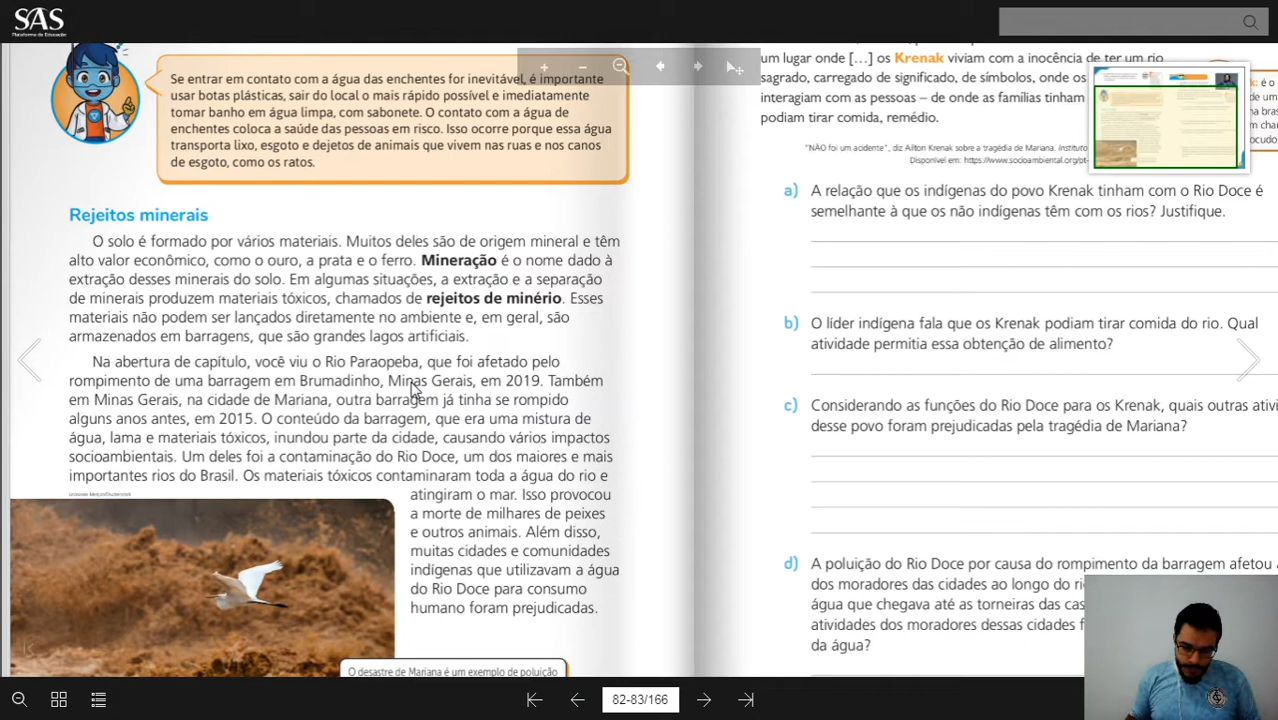 SAS
Plataforma de Educação
Se entrar em contato com a água das enchentes for inevitável, é importante
usar botas plásticas, sair do local o mais rápido possível e imediatamente
tomar banho em água limpa, com sabonete. O contato com a água de
enchentes coloca a saúde das pessoas em risco. Isso ocorre porque essa água
transporta lixo, esgoto e dejetos de animais que vivem nas ruas e nos canos
de esgoto, como os ratos.
Rejeitos minerais
O solo é formado por vários materiais. Muitos deles são de origem mineral e têm
alto valor econômico, como o ouro, a prata e o ferro. Mineração é o nome dado à
extração desses minerais do solo. Em algumas situações, a extração e a separação
de minerais produzem materiais tóxicos, chamados de rejeitos de minério. Esses
materiais não podem ser lançados diretamente no ambiente e, em geral, são
armazenados em barragens, que são grandes lagos artificiais.
Na abertura de capítulo, você viu o Rio Paraopeba, que foi afetado pelo
rompimento de uma barragem em Brumadinho, Minas Gerais, em 2019. Também
em Minas Gerais, na cidade de Mariana, outra barragem já tinha se rompido
alguns anos antes, em 2015. O conteúdo da barragem, que era uma mistura de
água, lama e materiais tóxicos, inundou parte da cidade, causando vários impactos
socioambientais. Um deles foi a contaminação do Rio Doce, um dos maiores e mais
importantes rios do Brasil. Os materiais tóxicos contaminaram toda a água do rio e
atingiram o mar. Isso provocou
a morte de milhares de peixes
e outros animais. Além disso,
muitas cidades e comunidades
indígenas que utilizavam a água
do Rio Doce para consumo
humano foram prejudicadas.
O desastre de Mariana é um exemplo de poluição
um lugar onde […] os Krenak viviam com a inocência de ter um rio
sagrado, carregado de significado, de símbolos, onde os
interagiam com as pessoas – de onde as famílias tinham
podiam tirar comida, remédio.
"NÃO foi um acidente", diz Ailton Krenak sobre a tragédia de Mariana. Instituto
Disponível em: https://www.socioambiental.org/pt-
a) A relação que os indígenas do povo Krenak tinham com o Rio Doce é
semelhante à que os não indígenas têm com os rios? Justifique.
b) O líder indígena fala que os Krenak podiam tirar comida do rio. Qual
atividade permitia essa obtenção de alimento?
c) Considerando as funções do Rio Doce para os Krenak, quais outras ativi
desse povo foram prejudicadas pela tragédia de Mariana?
d) A poluição do Rio Doce por causa do rompimento da barragem afetou a
dos moradores das cidades ao longo do ri
água que chegava até as torneiras das cas
atividades dos moradores dessas cidades f
da água?
82-83/166